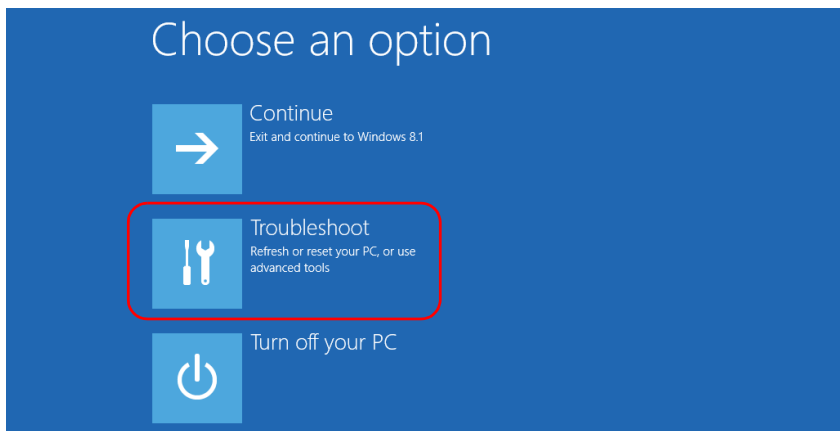 Choose an option
Continue
Exit and continue to Windows 8.1
Troubleshoot
Refresh or reset your PC, or use
advanced tools
Turn off your PC